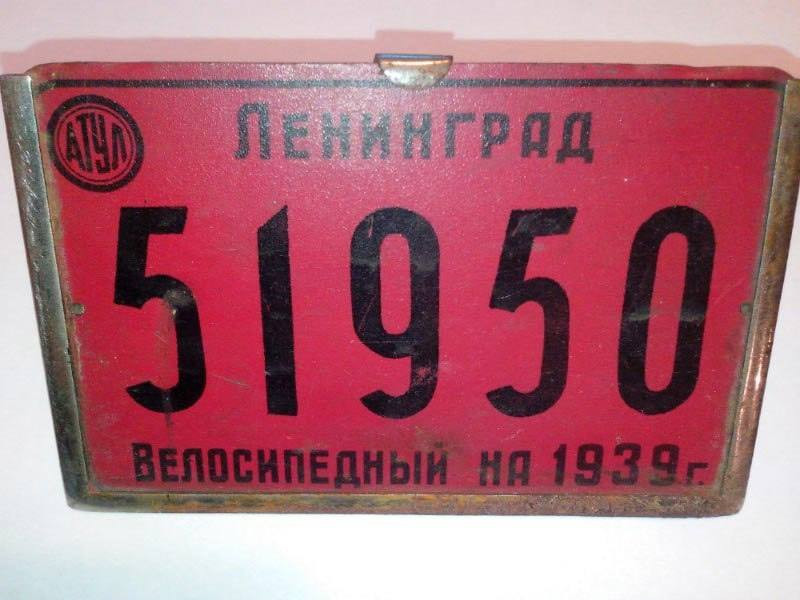 АТУЛ
Ленинград
51950
Велосипедный на 1939 г.